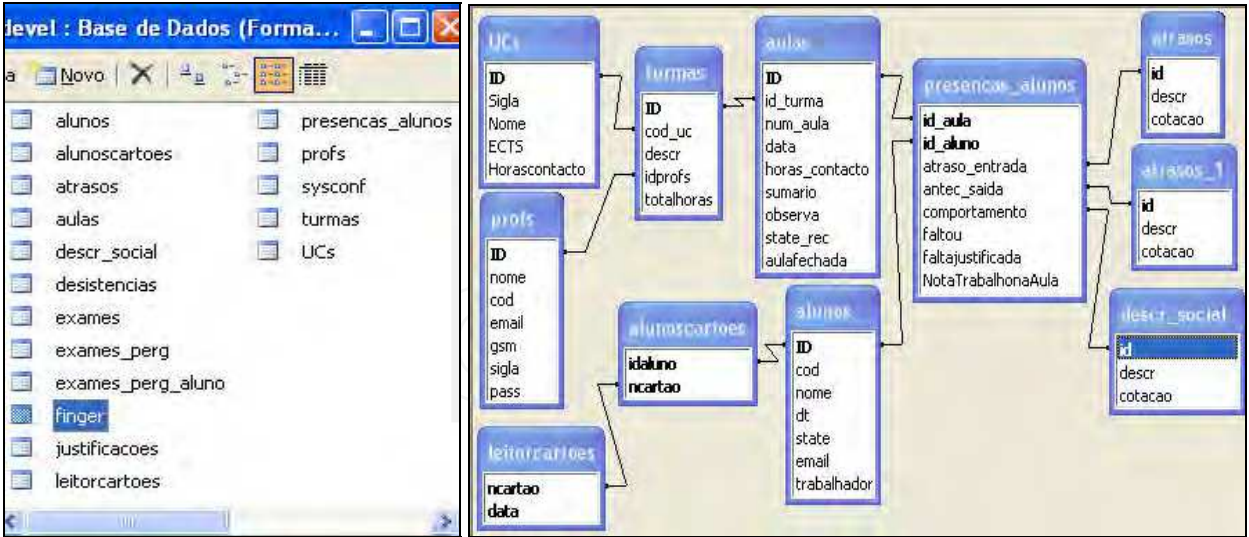 devel : Base de Dados (Forma...
a Novo
alunos
alunoscartoes
atrasos
aulas
descr_social
desistencias
exames
exames_perg
exames_perg_aluno
finger
justificacoes
leitorcartoes
presencas_alunos
profs
sysconf
turmas
UCs
UCs
ID
Sigla
Nome
ECTS
Horascontacto
profs
ID
nome
cod
email
gsm
sigla
pass
leitorcartoes
ncartao
data
turmas
ID
cod_uc
descr
idprofs
totalhoras
alunoscartoes
idaluno
ncartao
aulas
ID
id_turma
num_aula
data
horas_contacto
sumario
observa
state_rec
aulafechada
alunos
ID
cod
nome
dt
state
email
trabalhador
presencas_alunos
id_aula
id_aluno
atraso_entrada
antec_saida
comportamento
faltou
faltajustificada
NotaTrabalhonaAula
atrasos
id
descr
cotacao
atrasos_1
id
descr
cotacao
descr_social
id
descr
cotacao